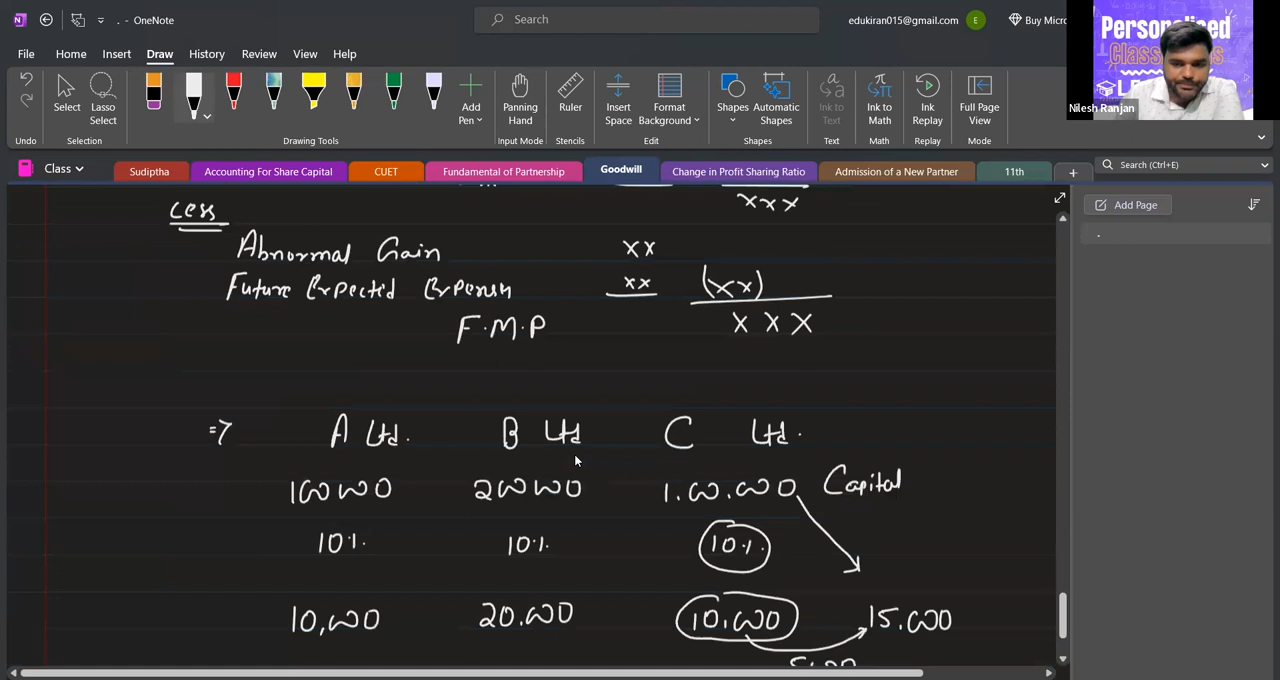 . - OneNote
Search
edukiran015@gmail.com E
Buy Micro
File Home Insert Draw History Review View Help
Undo
Select
Lasso Select
Selection
Drawing Tools
Add Pen
Panning Hand
Input Mode
Ruler
Stencils
Insert Space
Format Background
Edit
Shapes
Automatic Shapes
Shapes
Ink to Text
Ink to Math
Math
Ink Replay
Replay
Full Page View
View
Personalised
Class
Nilesh Ranjan
Class
Sudiptha
Accounting For Share Capital
CUET
Fundamental of Partnership
Goodwill
Change in Profit Sharing Ratio
Admission of a New Partner
11th
+
Search (Ctrl+E)
Add Page
.
x x x
Less
Abnormal Gain xx
Future Expected Expenses xx (xx)
F.M.P x x x
=> A Ltd. B Ltd C Ltd.
100000 200000 1,00,000 Capital
10% 10% 10%
10,000 20,000 10,000 15,000